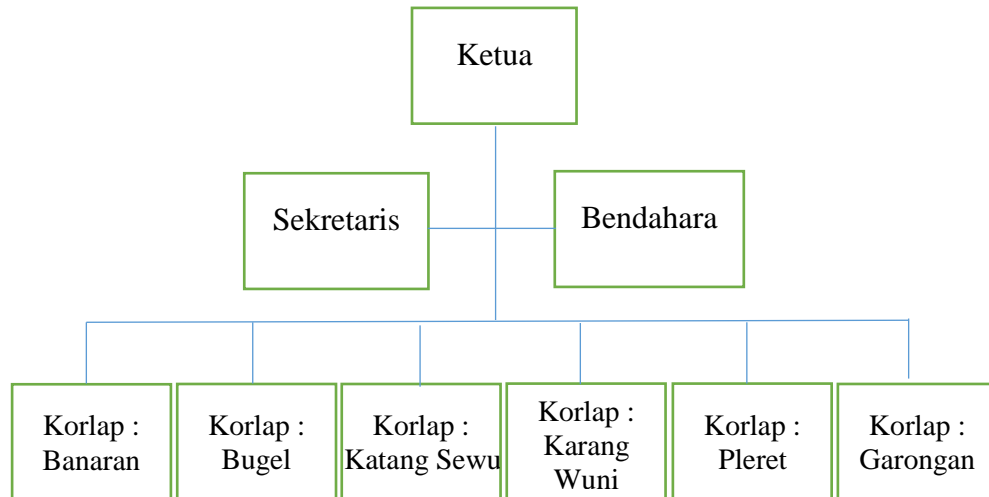 Ketua
Sekretaris
Bendahara
Korlap :
Banaran
Korlap :
Bugel
Korlap :
Katang Sewu
Korlap :
Karang
Wuni
Korlap :
Pleret
Korlap :
Garongan